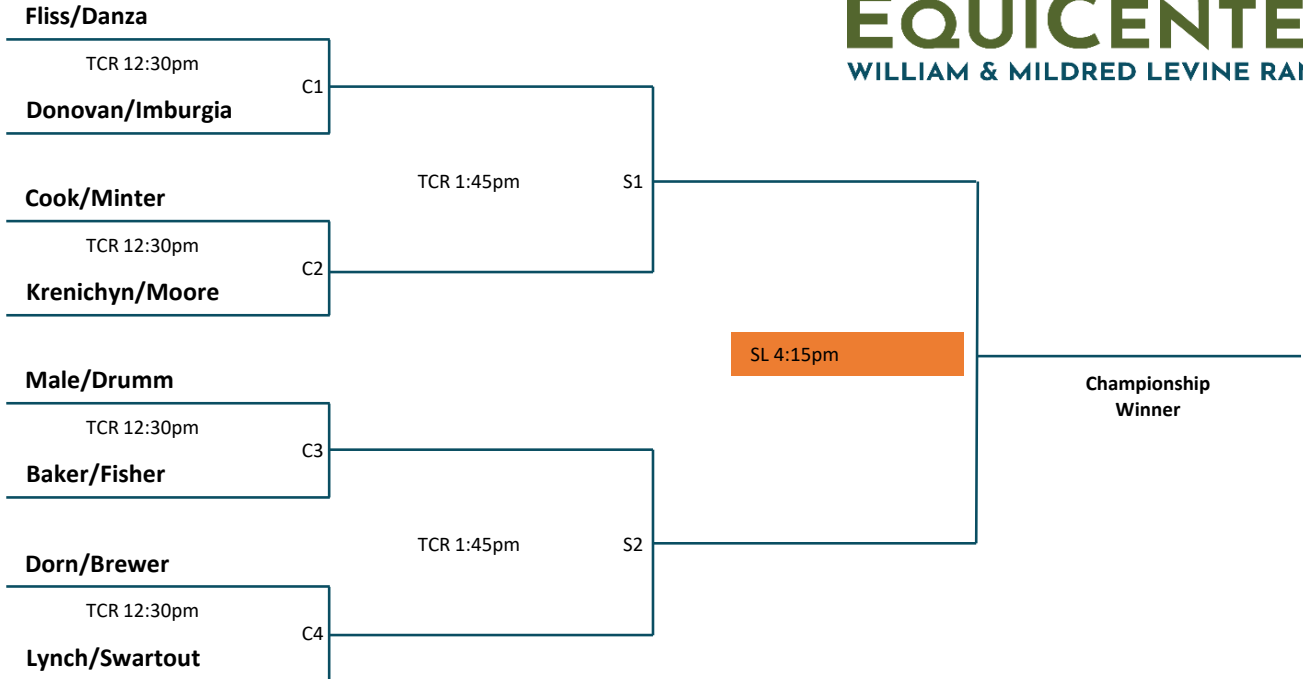 Fliss/Danza
EQUICENTE
WILLIAM & MILDRED LEVINE RAN
TCR 12:30pm
C1
Donovan/Imburgia
TCR 1:45pm
S1
Cook/Minter
TCR 12:30pm
C2
Krenichyn/Moore
SL 4:15pm
Championship
Winner
Male/Drumm
TCR 12:30pm
C3
Baker/Fisher
TCR 1:45pm
S2
Dorn/Brewer
TCR 12:30pm
C4
Lynch/Swartout